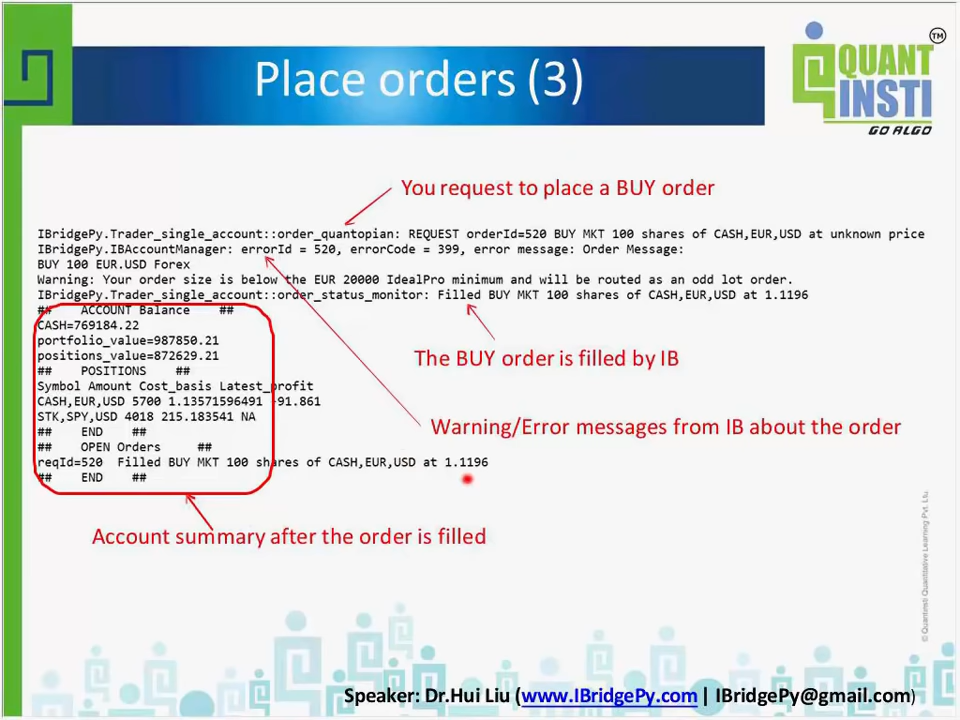 Place orders (3)
QUANT
INSTI
TM
GO ALGO
You request to place a BUY order
IBridgePy.Trader_single_account::order_quantopian: REQUEST orderId=520 BUY MKT 100 shares of CASH,EUR,USD at unknown price
IBridgePy.IBAccountManager: errorId = 520, errorCode = 399, error message: Order Message:
BUY 100 EUR.USD Forex
Warning: Your order size is below the EUR 20000 IdealPro minimum and will be routed as an odd lot order.
IBridgePy.Trader_single_account::order_status_monitor: Filled BUY MKT 100 shares of CASH,EUR,USD at 1.1196
## ACCOUNT Balance ##
CASH=769184.22
portfolio_value=987850.21
positions_value=872629.21
## POSITIONS ##
Symbol Amount Cost_basis Latest_profit
CASH,EUR,USD 5700 1.13571596491 -91.861
STK,SPY,USD 4018 215.183541 NA
## END ##
## OPEN Orders ##
reqId=520 Filled BUY MKT 100 shares of CASH,EUR,USD at 1.1196
## END ##
The BUY order is filled by IB
Warning/Error messages from IB about the order
Account summary after the order is filled
© QuantInsti Quantitative Learning Pvt. Ltd.
Speaker: Dr.Hui Liu (www.IBridgePy.com | IBridgePy@gmail.com)